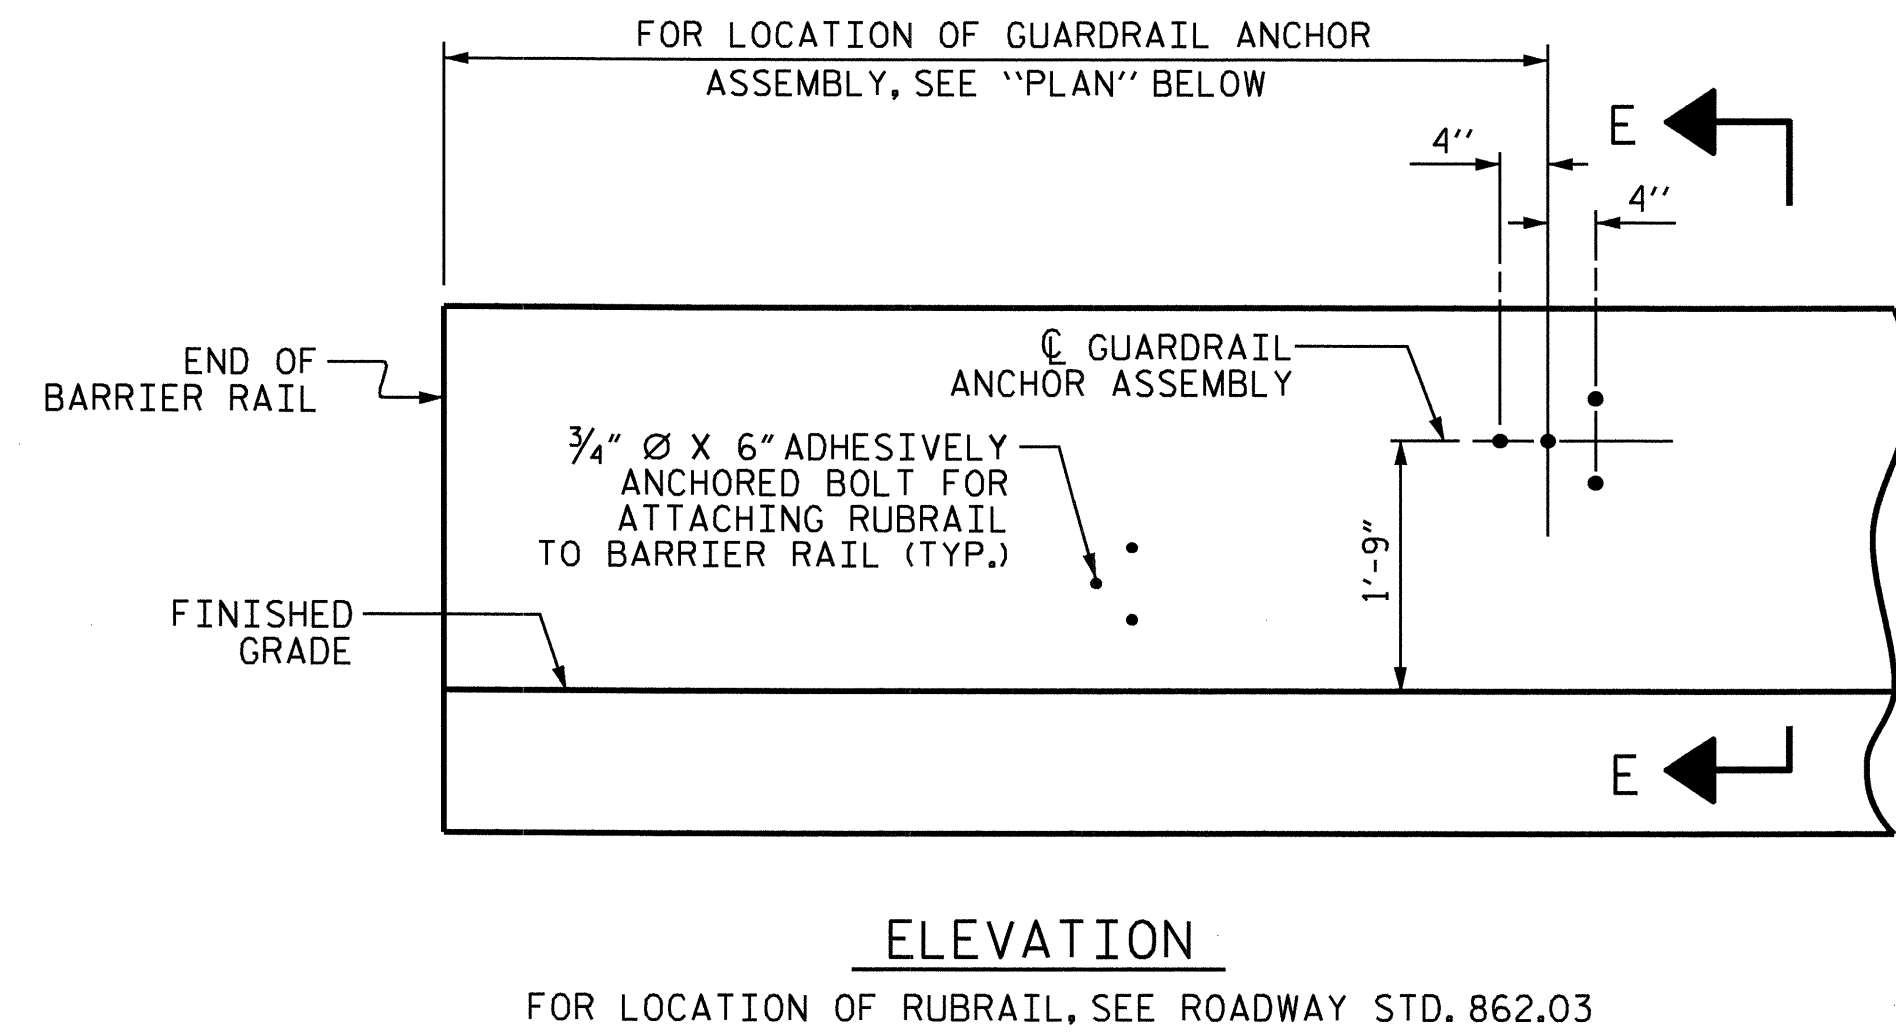 FOR LOCATION OF GUARDRAIL ANCHOR
ASSEMBLY, SEE "PLAN" BELOW
E
4"
4"
END OF
BARRIER RAIL
℄ GUARDRAIL
ANCHOR ASSEMBLY
3/4" Ø X 6" ADHESIVELY
ANCHORED BOLT FOR
ATTACHING RUBRAIL
TO BARRIER RAIL (TYP.)
1'-9"
FINISHED
GRADE
E
ELEVATION
FOR LOCATION OF RUBRAIL, SEE ROADWAY STD. 862.03